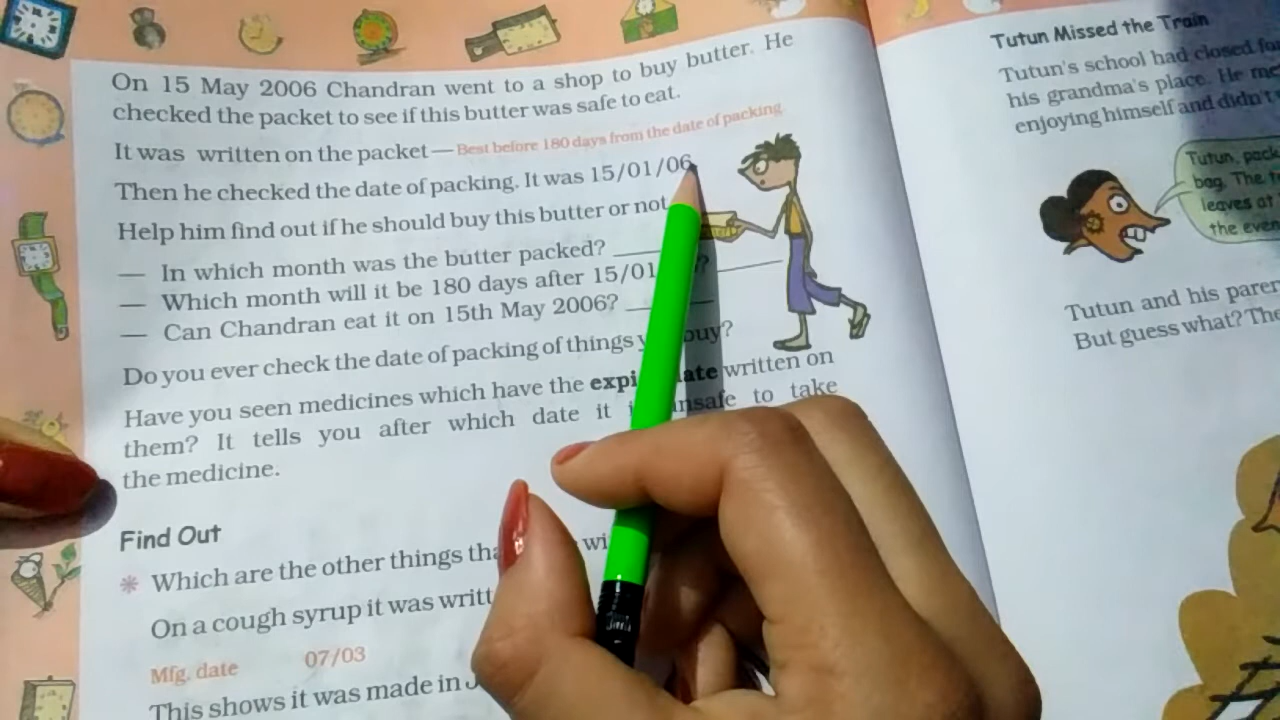 On 15 May 2006 Chandran went to a shop to buy butter. He
checked the packet to see if this butter was safe to eat.
It was written on the packet — Best before 180 days from the date of packing.
Then he checked the date of packing. It was 15/01/06.
Help him find out if he should buy this butter or not
— In which month was the butter packed?
— Which month will it be 180 days after 15/01 ?
— Can Chandran eat it on 15th May 2006?
Do you ever check the date of packing of things buy?
Have you seen medicines which have the written on
them? It tells you after which date it to take
the medicine.
Find Out
Which are the other things
On a cough syrup it was
Mfg. date 07/03
This shows it was made in
Tutun Missed the Train
Tutun's school had closed
his grandma's place. He
enjoying himself and
Tutun, pack
bag. The
leaves at
the
Tutun and his
But guess what?